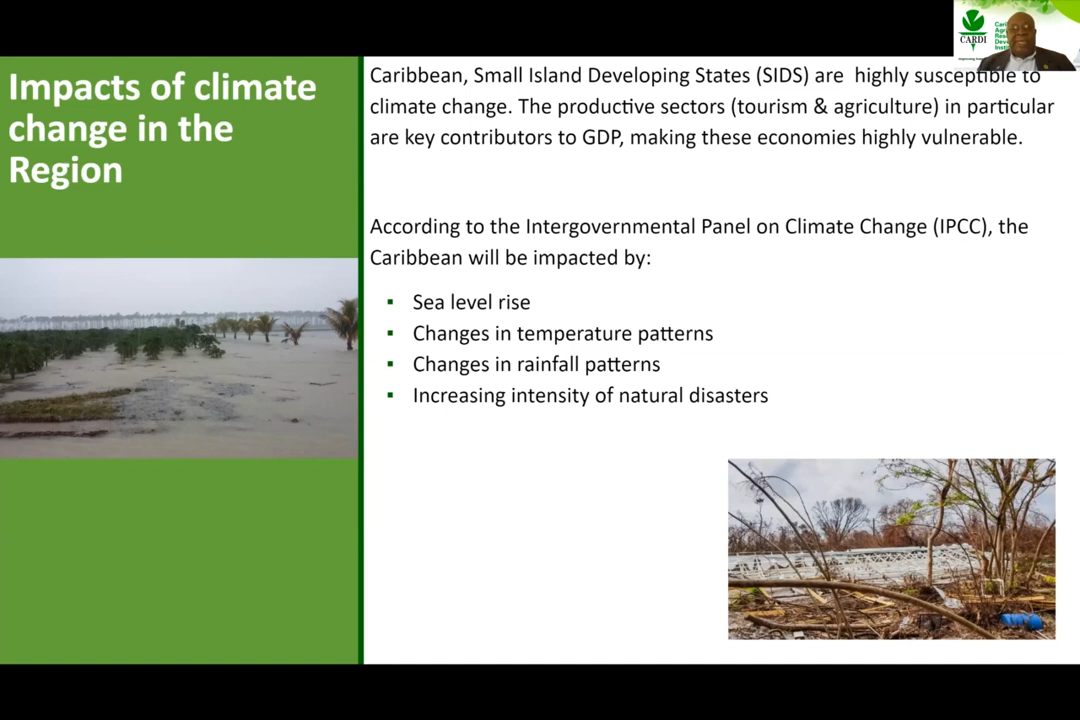 CARDI
Impacts of climate
change in the
Region
Caribbean, Small Island Developing States (SIDS) are highly susceptible to
climate change. The productive sectors (tourism & agriculture) in particular
are key contributors to GDP, making these economies highly vulnerable.
According to the Intergovernmental Panel on Climate Change (IPCC), the
Caribbean will be impacted by:
▪ Sea level rise
▪ Changes in temperature patterns
▪ Changes in rainfall patterns
▪ Increasing intensity of natural disasters